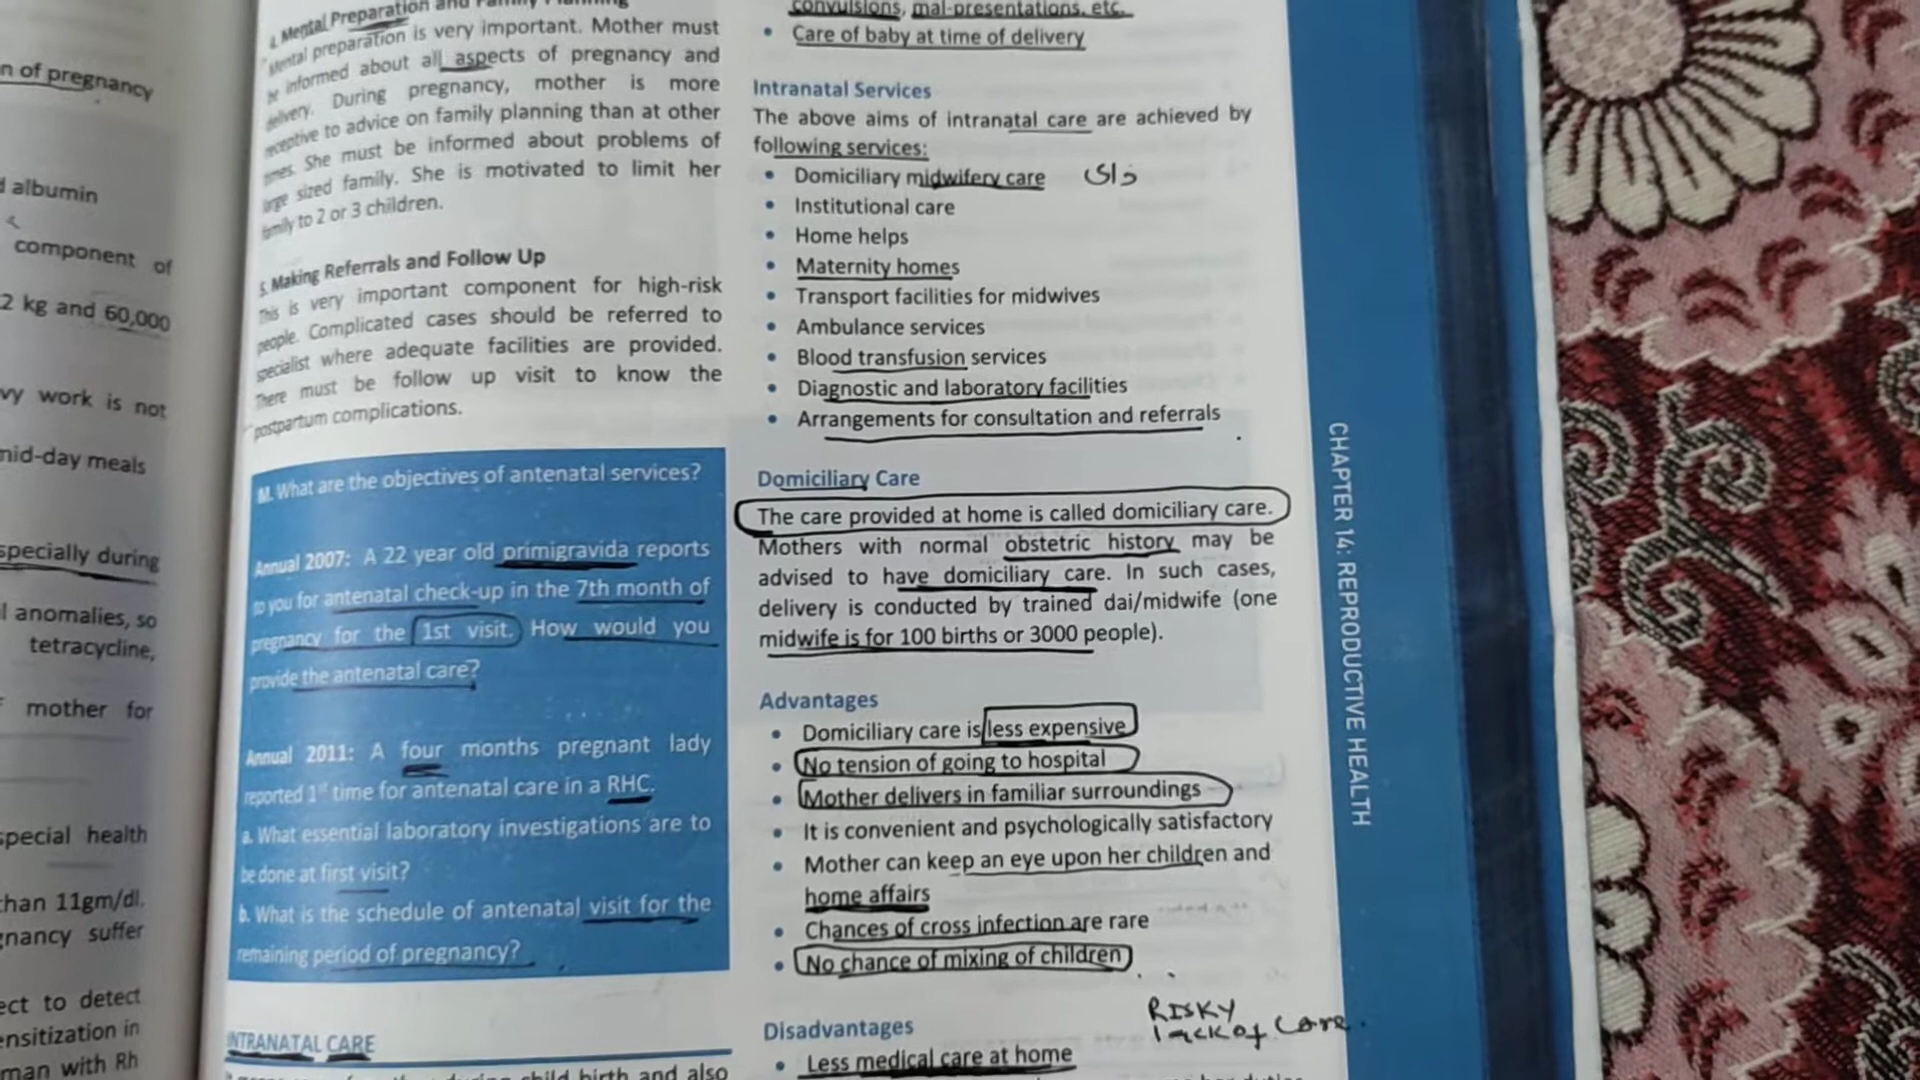 n of pregnancy
albumin
component of
2 kg and 60,000
vy work is not
mid-day meals
specially during
l anomalies, so
tetracycline,
mother for
special health
than 11gm/dl.
gnancy suffer
ect to detect
ensitization in
man with Rh
Mental Preparation and Family Planning
Mental preparation is very important. Mother must
be informed about all aspects of pregnancy and
delivery. During pregnancy, mother is more
receptive to advice on family planning than at other
times. She must be informed about problems of
large sized family. She is motivated to limit her
family to 2 or 3 children.
5. Making Referrals and Follow Up
This is very important component for high-risk
people. Complicated cases should be referred to
specialist where adequate facilities are provided.
There must be follow up visit to know the
postpartum complications.
M. What are the objectives of antenatal services?
Annual 2007: A 22 year old primigravida reports
to you for antenatal check-up in the 7th month of
pregnancy for the 1st visit. How would you
provide the antenatal care?
Annual 2011: A four months pregnant lady
reported 1st time for antenatal care in a RHC.
a. What essential laboratory investigations are to
be done at first visit?
b. What is the schedule of antenatal visit for the
remaining period of pregnancy?
INTRANATAL CARE
child birth and also
convulsions, mal-presentations, etc.
• Care of baby at time of delivery
Intranatal Services
The above aims of intranatal care are achieved by
following services:
• Domiciliary midwifery care دای
• Institutional care
• Home helps
• Maternity homes
• Transport facilities for midwives
• Ambulance services
• Blood transfusion services
• Diagnostic and laboratory facilities
• Arrangements for consultation and referrals
Domiciliary Care
The care provided at home is called domiciliary care.
Mothers with normal obstetric history may be
advised to have domiciliary care. In such cases,
delivery is conducted by trained dai/midwife (one
midwife is for 100 births or 3000 people).
Advantages
• Domiciliary care is less expensive
• No tension of going to hospital
• Mother delivers in familiar surroundings
• It is convenient and psychologically satisfactory
• Mother can keep an eye upon her children and
home affairs
• Chances of cross infection are rare
• No chance of mixing of children
RISKY
lack of Care.
Disadvantages
• Less medical care at home
CHAPTER 14: REPRODUCTIVE HEALTH